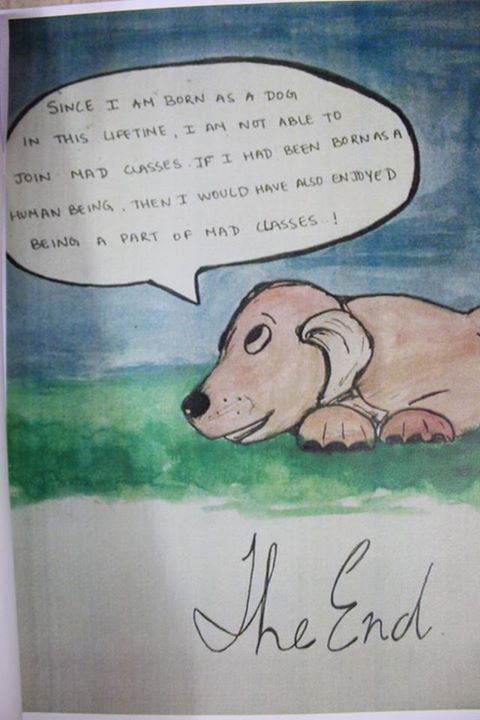 SINCE I AM BORN AS A DOG
IN THIS LIFETINE, I AM NOT ABLE TO
JOIN MAD CLASSES. IF I HAD BEEN BORN AS A
HUMAN BEING, THEN I WOULD HAVE ALSO ENJOYED
BEING A PART OF MAD CLASSES..!
The End